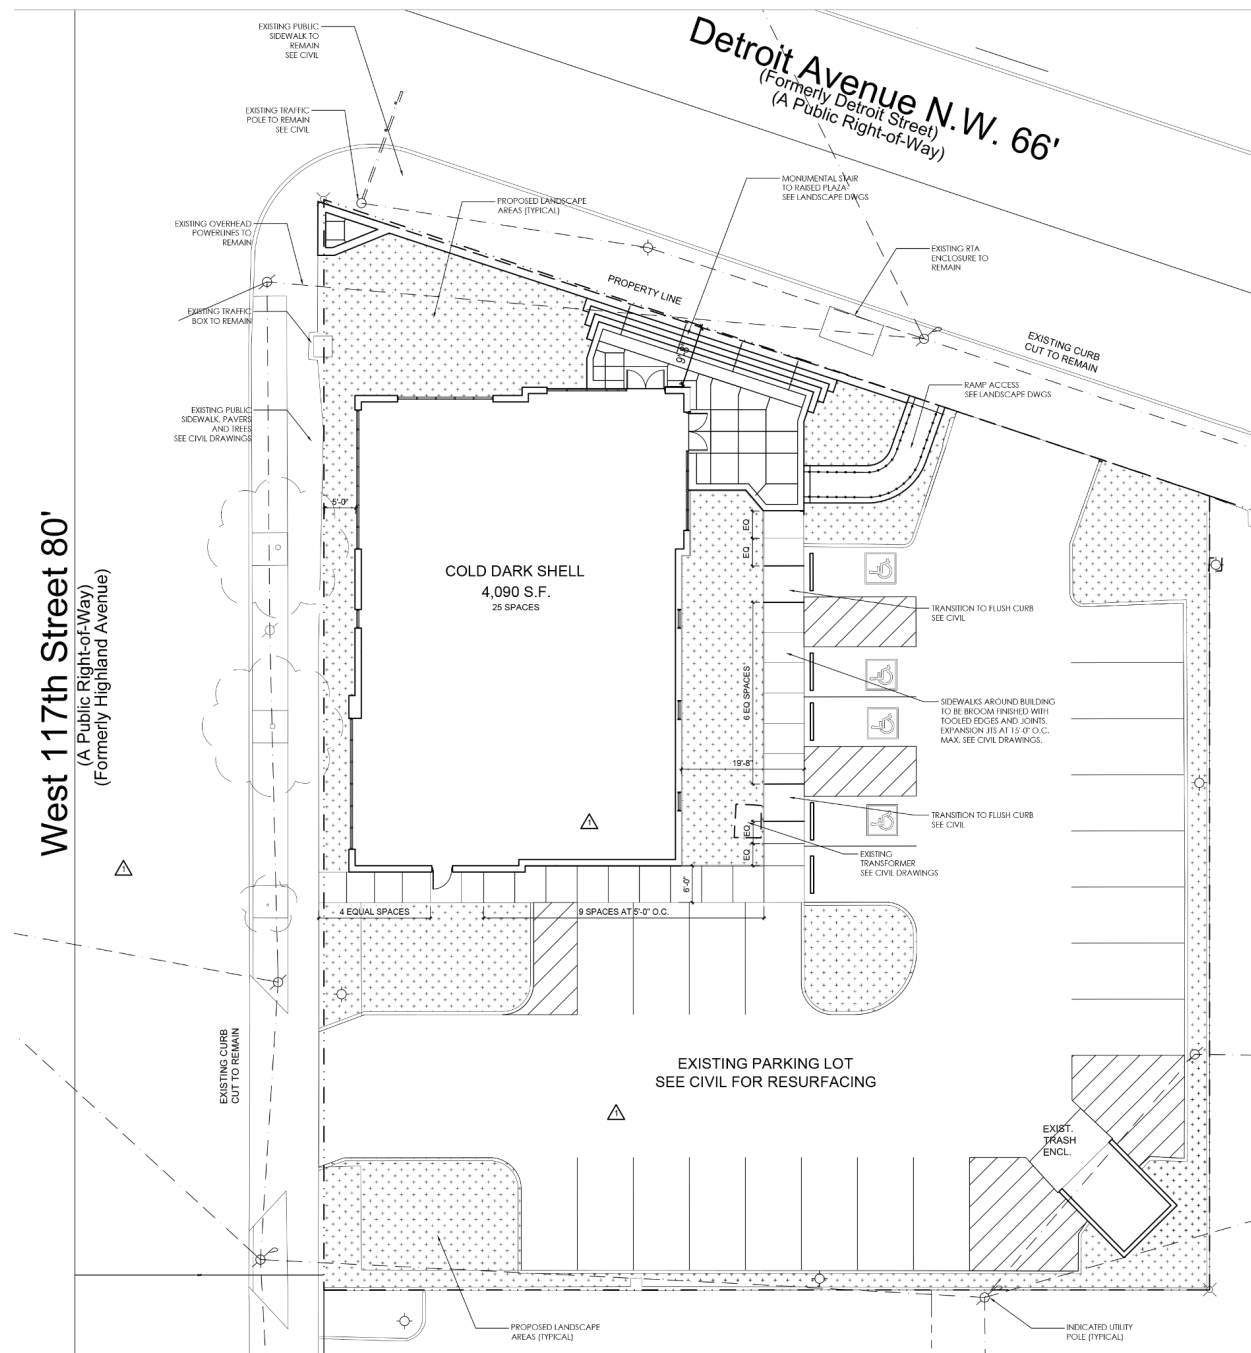 EXISTING PUBLIC
SIDEWALK TO
REMAIN
SEE CIVIL
Detroit Avenue N.W. 66'
(Formerly Detroit Street)
(A Public Right-of-Way)
EXISTING TRAFFIC
POLE TO REMAIN
SEE CIVIL
MONUMENTAL STAIR
TO RAISED PLAZA
SEE LANDSCAPE DWGS
PROPOSED LANDSCAPE
AREAS (TYPICAL)
EXISTING OVERHEAD
POWERLINES TO
REMAIN
EXISTING RTA
ENCLOSURE TO
REMAIN
PROPERTY LINE
EXISTING TRAFFIC
BOX TO REMAIN
EXISTING CURB
CUT TO REMAIN
RAMP ACCESS
SEE LANDSCAPE DWGS
EXISTING PUBLIC
SIDEWALK, PAVERS
AND TREES
SEE CIVIL DRAWINGS
5'-0"
EQ
EQ
West 117th Street 80'
(A Public Right-of-Way)
(Formerly Highland Avenue)
COLD DARK SHELL
4,090 S.F.
25 SPACES
TRANSITION TO FLUSH CURB
SEE CIVIL
6 EQ SPACES
SIDEWALKS AROUND BUILDING
TO BE BROOM FINISHED WITH
TOOLED EDGES AND JOINTS.
EXPANSION JTS AT 15'-0" O.C.
MAX. SEE CIVIL DRAWINGS.
19'-8"
1
TRANSITION TO FLUSH CURB
SEE CIVIL
EQ
EQ
EXISTING
TRANSFORMER
SEE CIVIL DRAWINGS
1
6'-0"
4 EQUAL SPACES
9 SPACES AT 5'-0" O.C.
EXISTING CURB
CUT TO REMAIN
EXISTING PARKING LOT
SEE CIVIL FOR RESURFACING
1
EXIST.
TRASH
ENCL.
PROPOSED LANDSCAPE
AREAS (TYPICAL)
INDICATED UTILITY
POLE (TYPICAL)